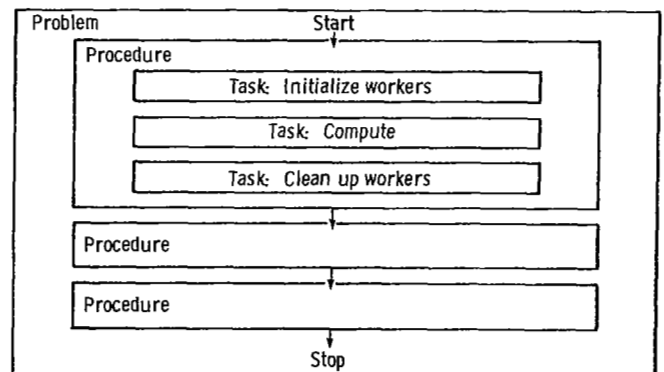 Problem
Start
Procedure
Task: Initialize workers
Task: Compute
Task: Clean up workers
Procedure
Procedure
Stop